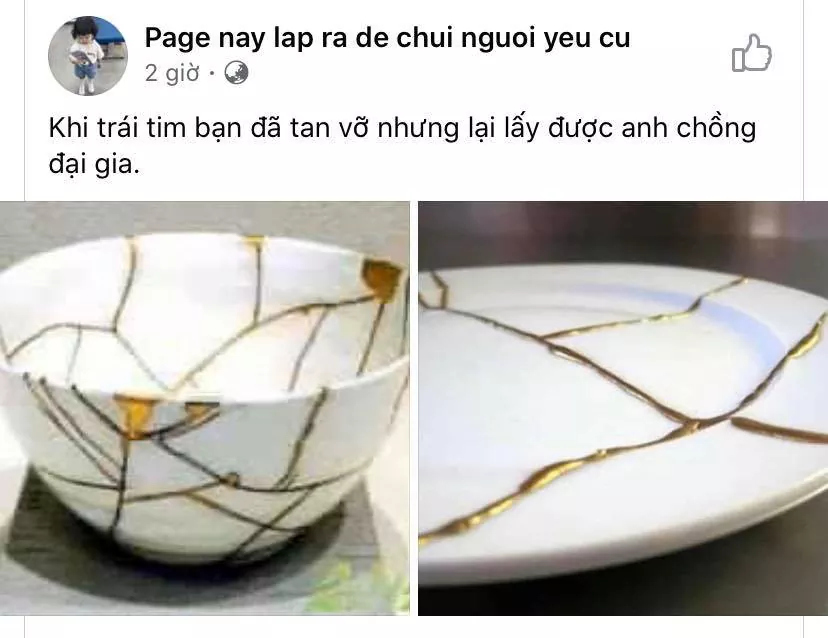 Page nay lap ra de chui nguoi yeu cu
2 giờ ·
Khi trái tim bạn đã tan vỡ nhưng lại lấy được anh chồng
đại gia.